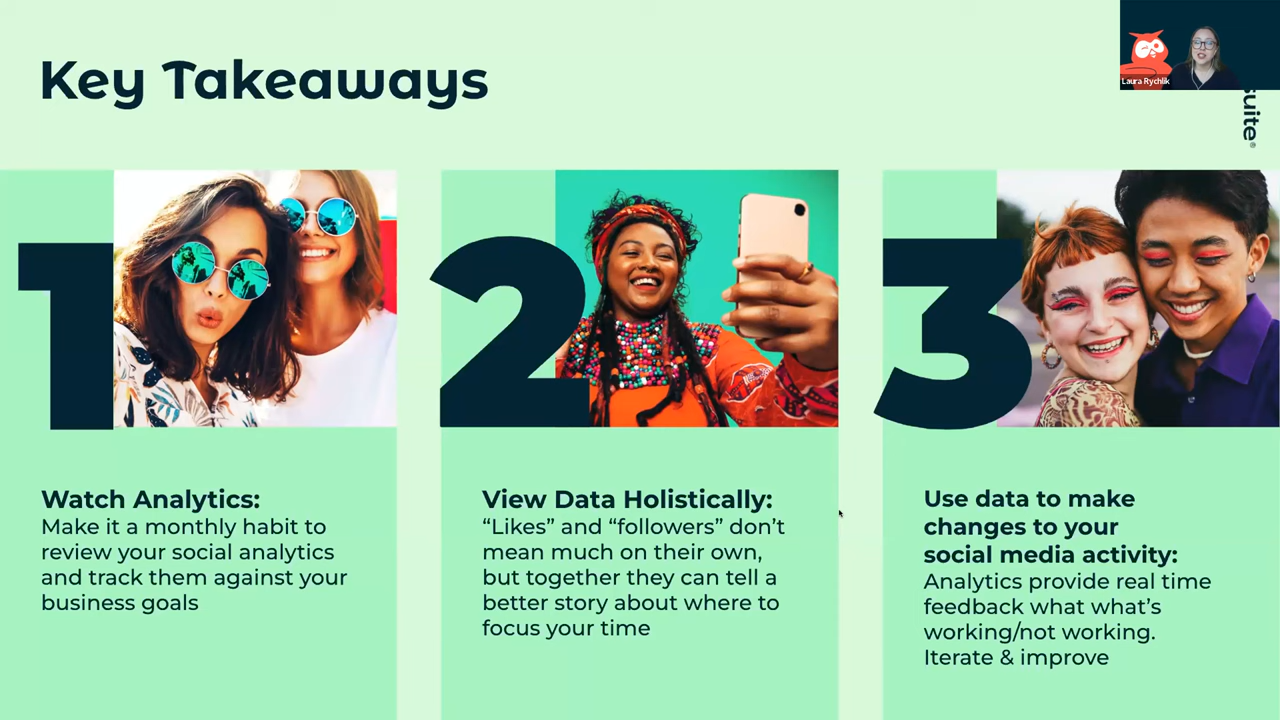 Key Takeaways
Laura Rychlik
suite®
1
2
3
Watch Analytics:
Make it a monthly habit to
review your social analytics
and track them against your
business goals
View Data Holistically:
“Likes” and “followers” don’t
mean much on their own,
but together they can tell a
better story about where to
focus your time
Use data to make
changes to your
social media activity:
Analytics provide real time
feedback what what’s
working/not working.
Iterate & improve